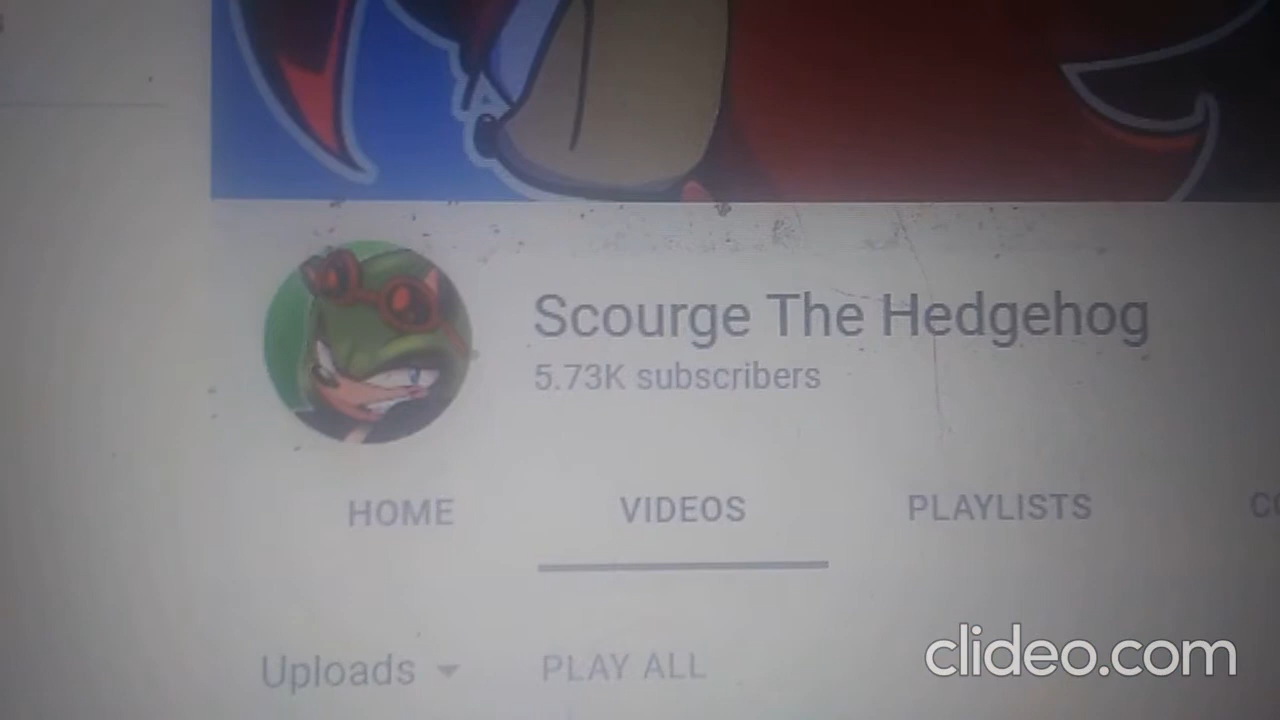 Scourge The Hedgehog
5.73K subscribers
HOME VIDEOS PLAYLISTS
Uploads PLAY ALL
clideo.com